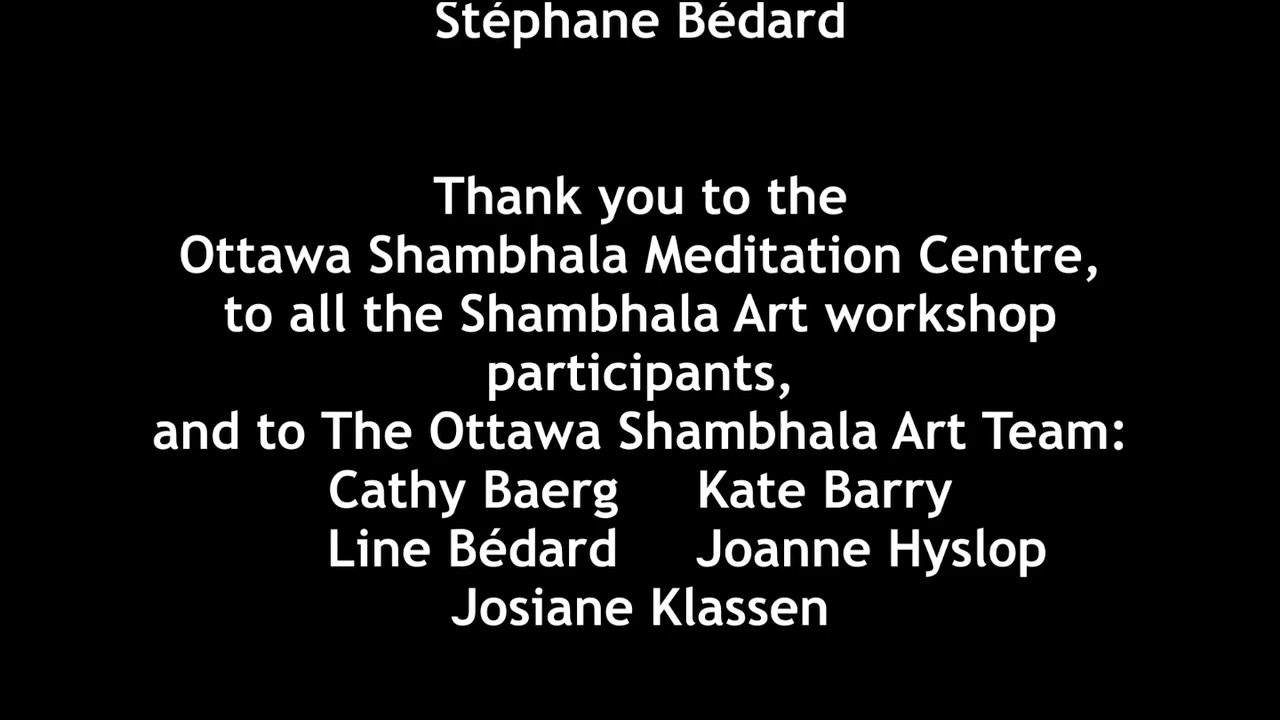 Stéphane Bédard
Thank you to the
Ottawa Shambhala Meditation Centre,
to all the Shambhala Art workshop
participants,
and to The Ottawa Shambhala Art Team:
Cathy Baerg Kate Barry
Line Bédard Joanne Hyslop
Josiane Klassen